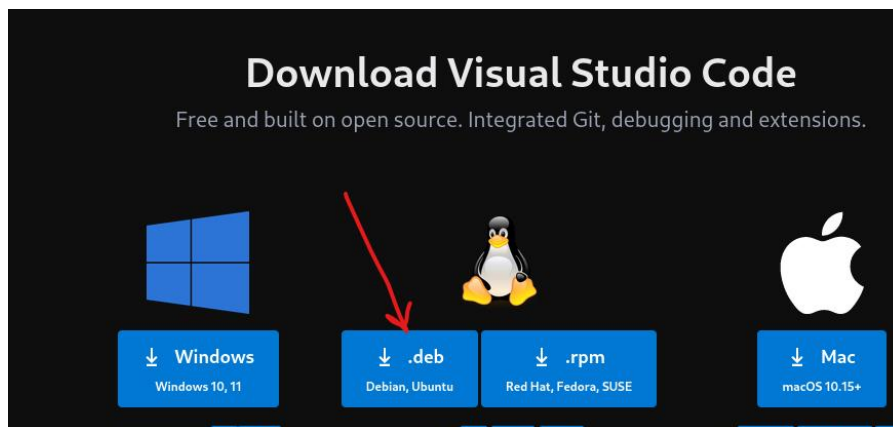 Download Visual Studio Code
Free and built on open source. Integrated Git, debugging and extensions.
Windows
Windows 10, 11
.deb
Debian, Ubuntu
.rpm
Red Hat, Fedora, SUSE
Mac
macOS 10.15+